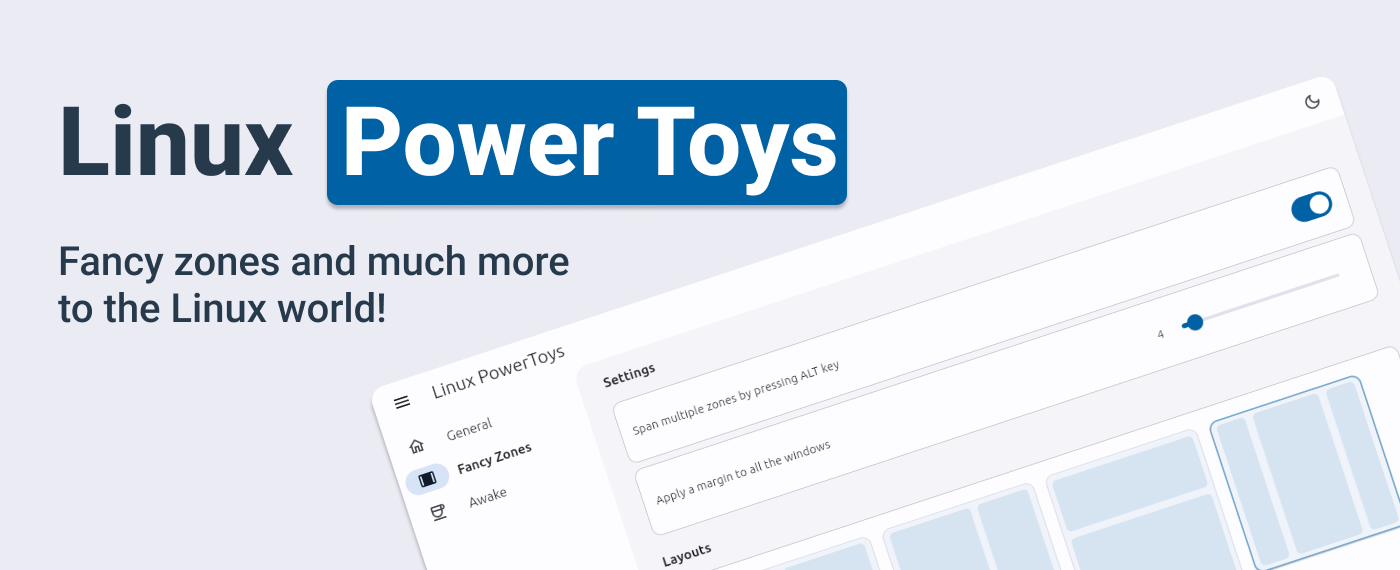 Linux Power Toys
Fancy zones and much more
to the Linux world!
Linux PowerToys
General
Fancy Zones
Awake
Settings
Span multiple zones by pressing ALT key
Apply a margin to all the windows
4
Layouts